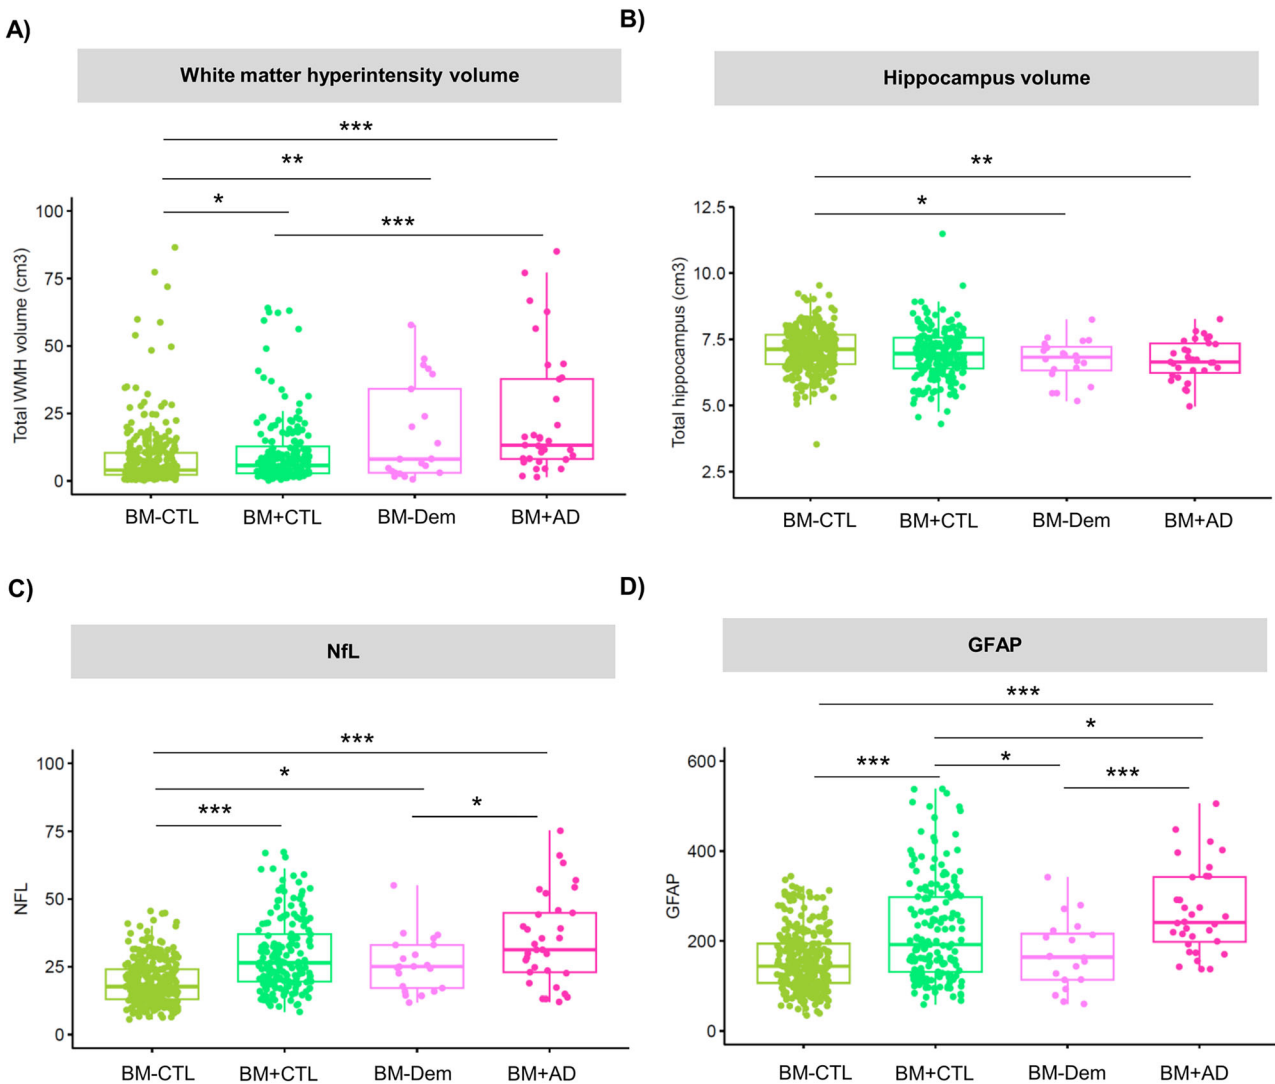 A)
White matter hyperintensity volume
***
**
*
***
100
75
50
25
0
Total WMH volume (cm3)
BM-CTL
BM+CTL
BM-Dem
BM+AD
B)
Hippocampus volume
**
*
12.5
10.0
7.5
5.0
2.5
Total hippocampus (cm3)
BM-CTL
BM+CTL
BM-Dem
BM+AD
C)
NfL
***
*
***
*
100
75
50
25
0
NFL
BM-CTL
BM+CTL
BM-Dem
BM+AD
D)
GFAP
***
*
*
***
***
600
400
200
0
GFAP
BM-CTL
BM+CTL
BM-Dem
BM+AD